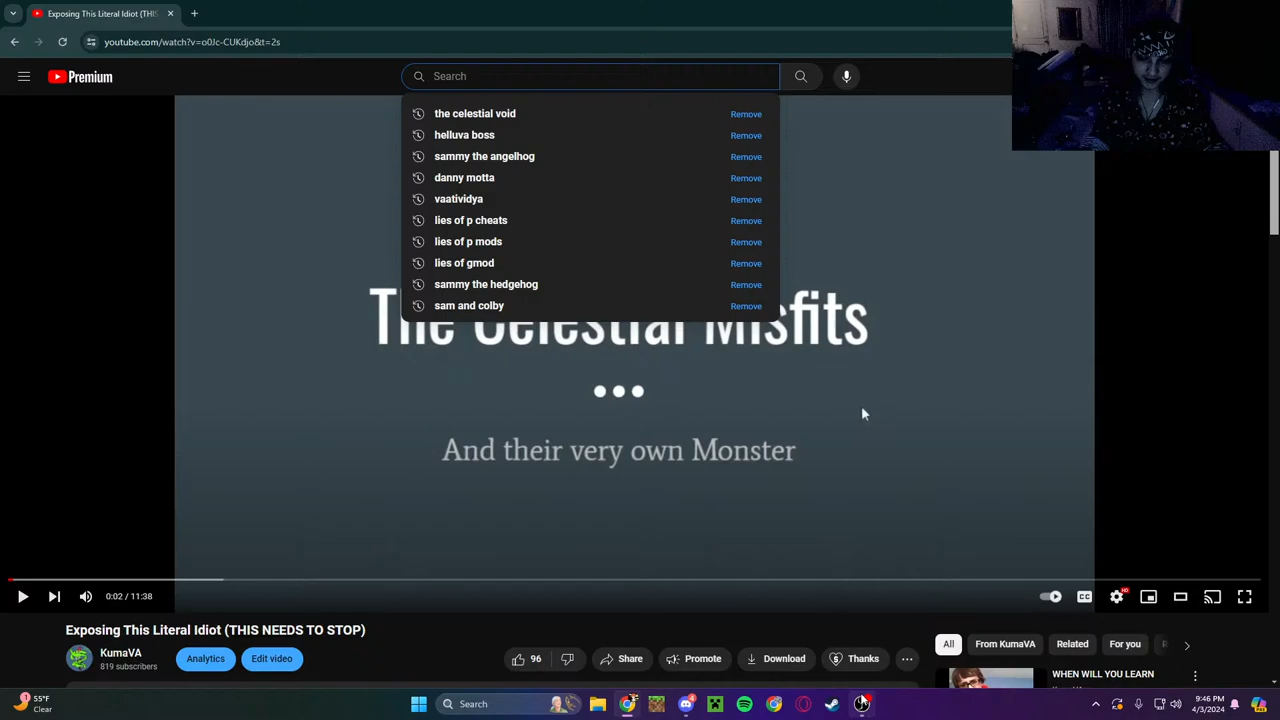 Exposing This Literal Idiot (THIS
youtube.com/watch?v=o0Jc-CUKdjo&t=2s
Premium
Search
the celestial void Remove
helluva boss Remove
sammy the angelhog Remove
danny motta Remove
vaatividya Remove
lies of p cheats Remove
lies of p mods Remove
lies of gmod Remove
sammy the hedgehog Remove
sam and colby Remove
The Celestial Misfits
And their very own Monster
0:02 / 11:38
CC
HD
Exposing This Literal Idiot (THIS NEEDS TO STOP)
KumaVA
819 subscribers
Analytics
Edit video
96
Share
Promote
Download
Thanks
All
From KumaVA
Related
For you
WHEN WILL YOU LEARN
55°F
Clear
Search
4
9:46 PM
4/3/2024